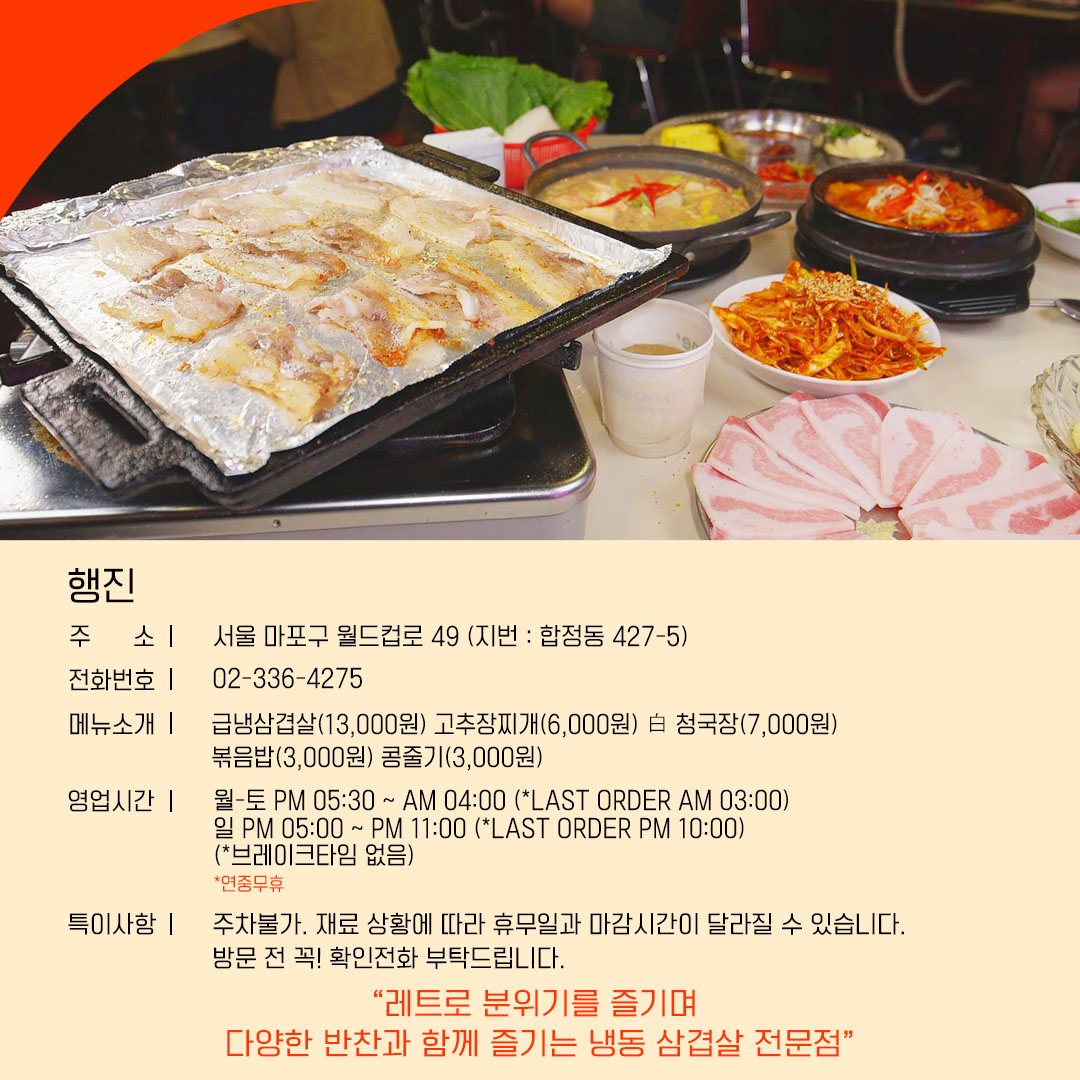 행진
주 소 | 서울 마포구 월드컵로 49 (지번 : 합정동 427-5)
전화번호 | 02-336-4275
메뉴소개 | 급냉삼겹살(13,000원) 고추장찌개(6,000원) 白 청국장(7,000원)
볶음밥(3,000원) 콩줄기(3,000원)
영업시간 | 월-토 PM 05:30 ~ AM 04:00 (*LAST ORDER AM 03:00)
일 PM 05:00 ~ PM 11:00 (*LAST ORDER PM 10:00)
(*브레이크타임 없음)
*연중무휴
특이사항 | 주차불가. 재료 상황에 따라 휴무일과 마감시간이 달라질 수 있습니다.
방문 전 꼭! 확인전화 부탁드립니다.
“레트로 분위기를 즐기며
다양한 반찬과 함께 즐기는 냉동 삼겹살 전문점”